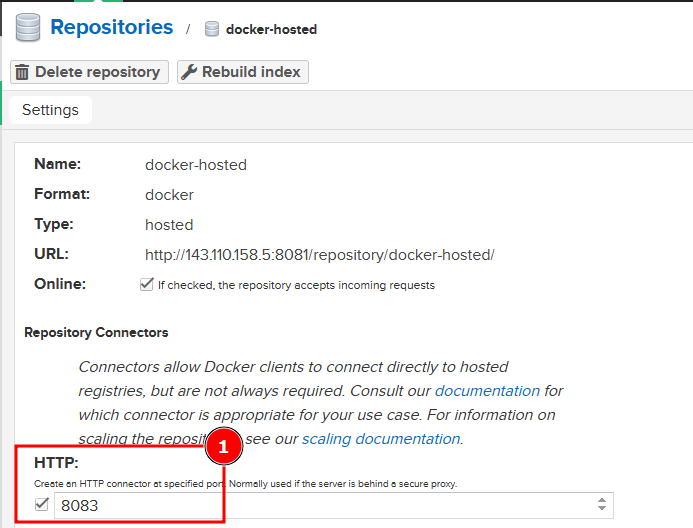 Repositories / docker-hosted
Delete repository Rebuild index
Settings
Name: docker-hosted
Format: docker
Type: hosted
URL: http://143.110.158.5:8081/repository/docker-hosted/
Online: If checked, the repository accepts incoming requests
Repository Connectors
Connectors allow Docker clients to connect directly to hosted
registries, but are not always required. Consult our documentation for
which connector is appropriate for your use case. For information on
scaling the repositor see our scaling documentation.
1
HTTP:
Create an HTTP connector at specified port. Normally used if the server is behind a secure proxy.
8083